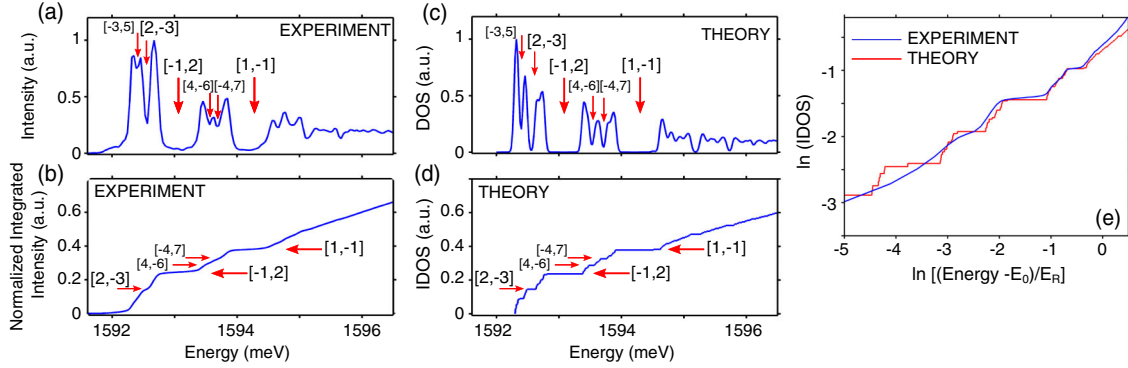 (a)
EXPERIMENT
[-3,5]
[2,-3]
[-1,2]
[1,-1]
[4,-6]
[-4,7]
1
0.5
0
Intensity (a.u.)
(b)
EXPERIMENT
0.6
0.4
0.2
0
Normalized Integrated
Intensity (a.u.)
[-4,7]
[4,-6]
[2,-3]
[1,-1]
[-1,2]
1592
1594
1596
Energy (meV)
(c)
THEORY
[-3,5]
[2,-3]
[-1,2]
[1,-1]
[4,-6]
[-4,7]
1
0.5
0
DOS (a.u.)
(d)
THEORY
0.6
0.4
0.2
0
IDOS (a.u.)
[-4,7]
[4,-6]
[2,-3]
[1,-1]
[-1,2]
1592
1594
1596
Energy (meV)
EXPERIMENT
THEORY
-1
-2
-3
ln (IDOS)
(e)
-5
-4
-3
-2
-1
0
ln [(Energy -E0)/ER]